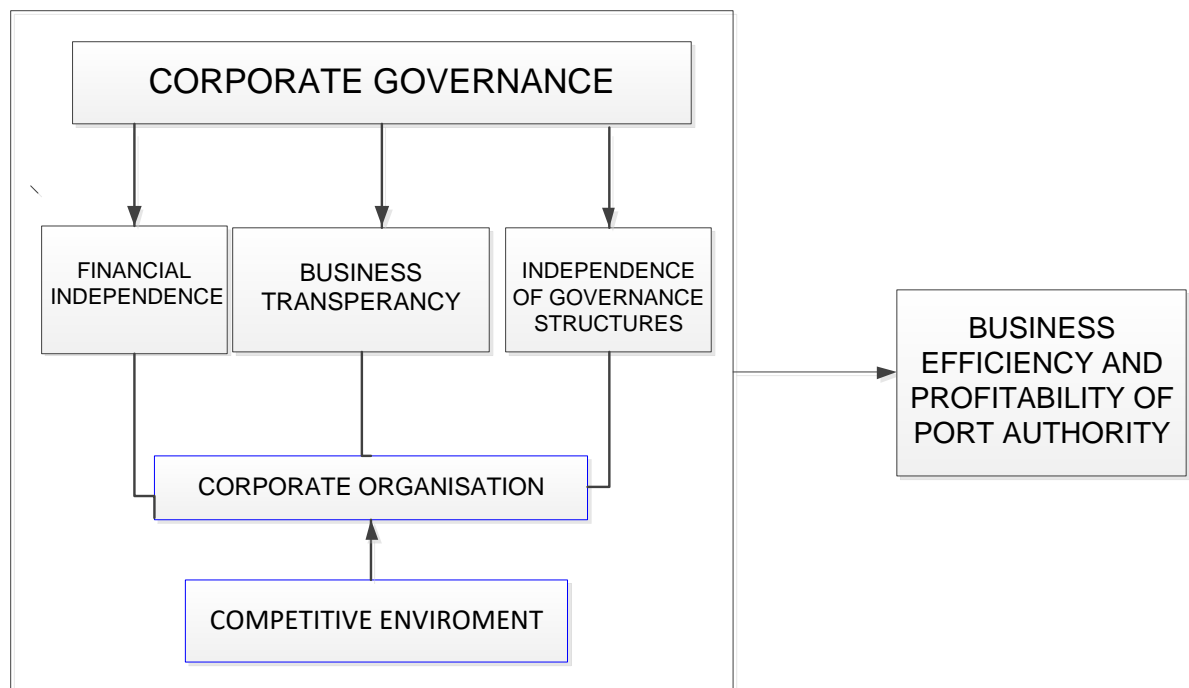 CORPORATE GOVERNANCE
FINANCIAL
INDEPENDENCE
BUSINESS
TRANSPERANCY
INDEPENDENCE
OF GOVERNANCE
STRUCTURES
BUSINESS
EFFICIENCY AND
PROFITABILITY OF
PORT AUTHORITY
CORPORATE ORGANISATION
COMPETITIVE ENVIROMENT